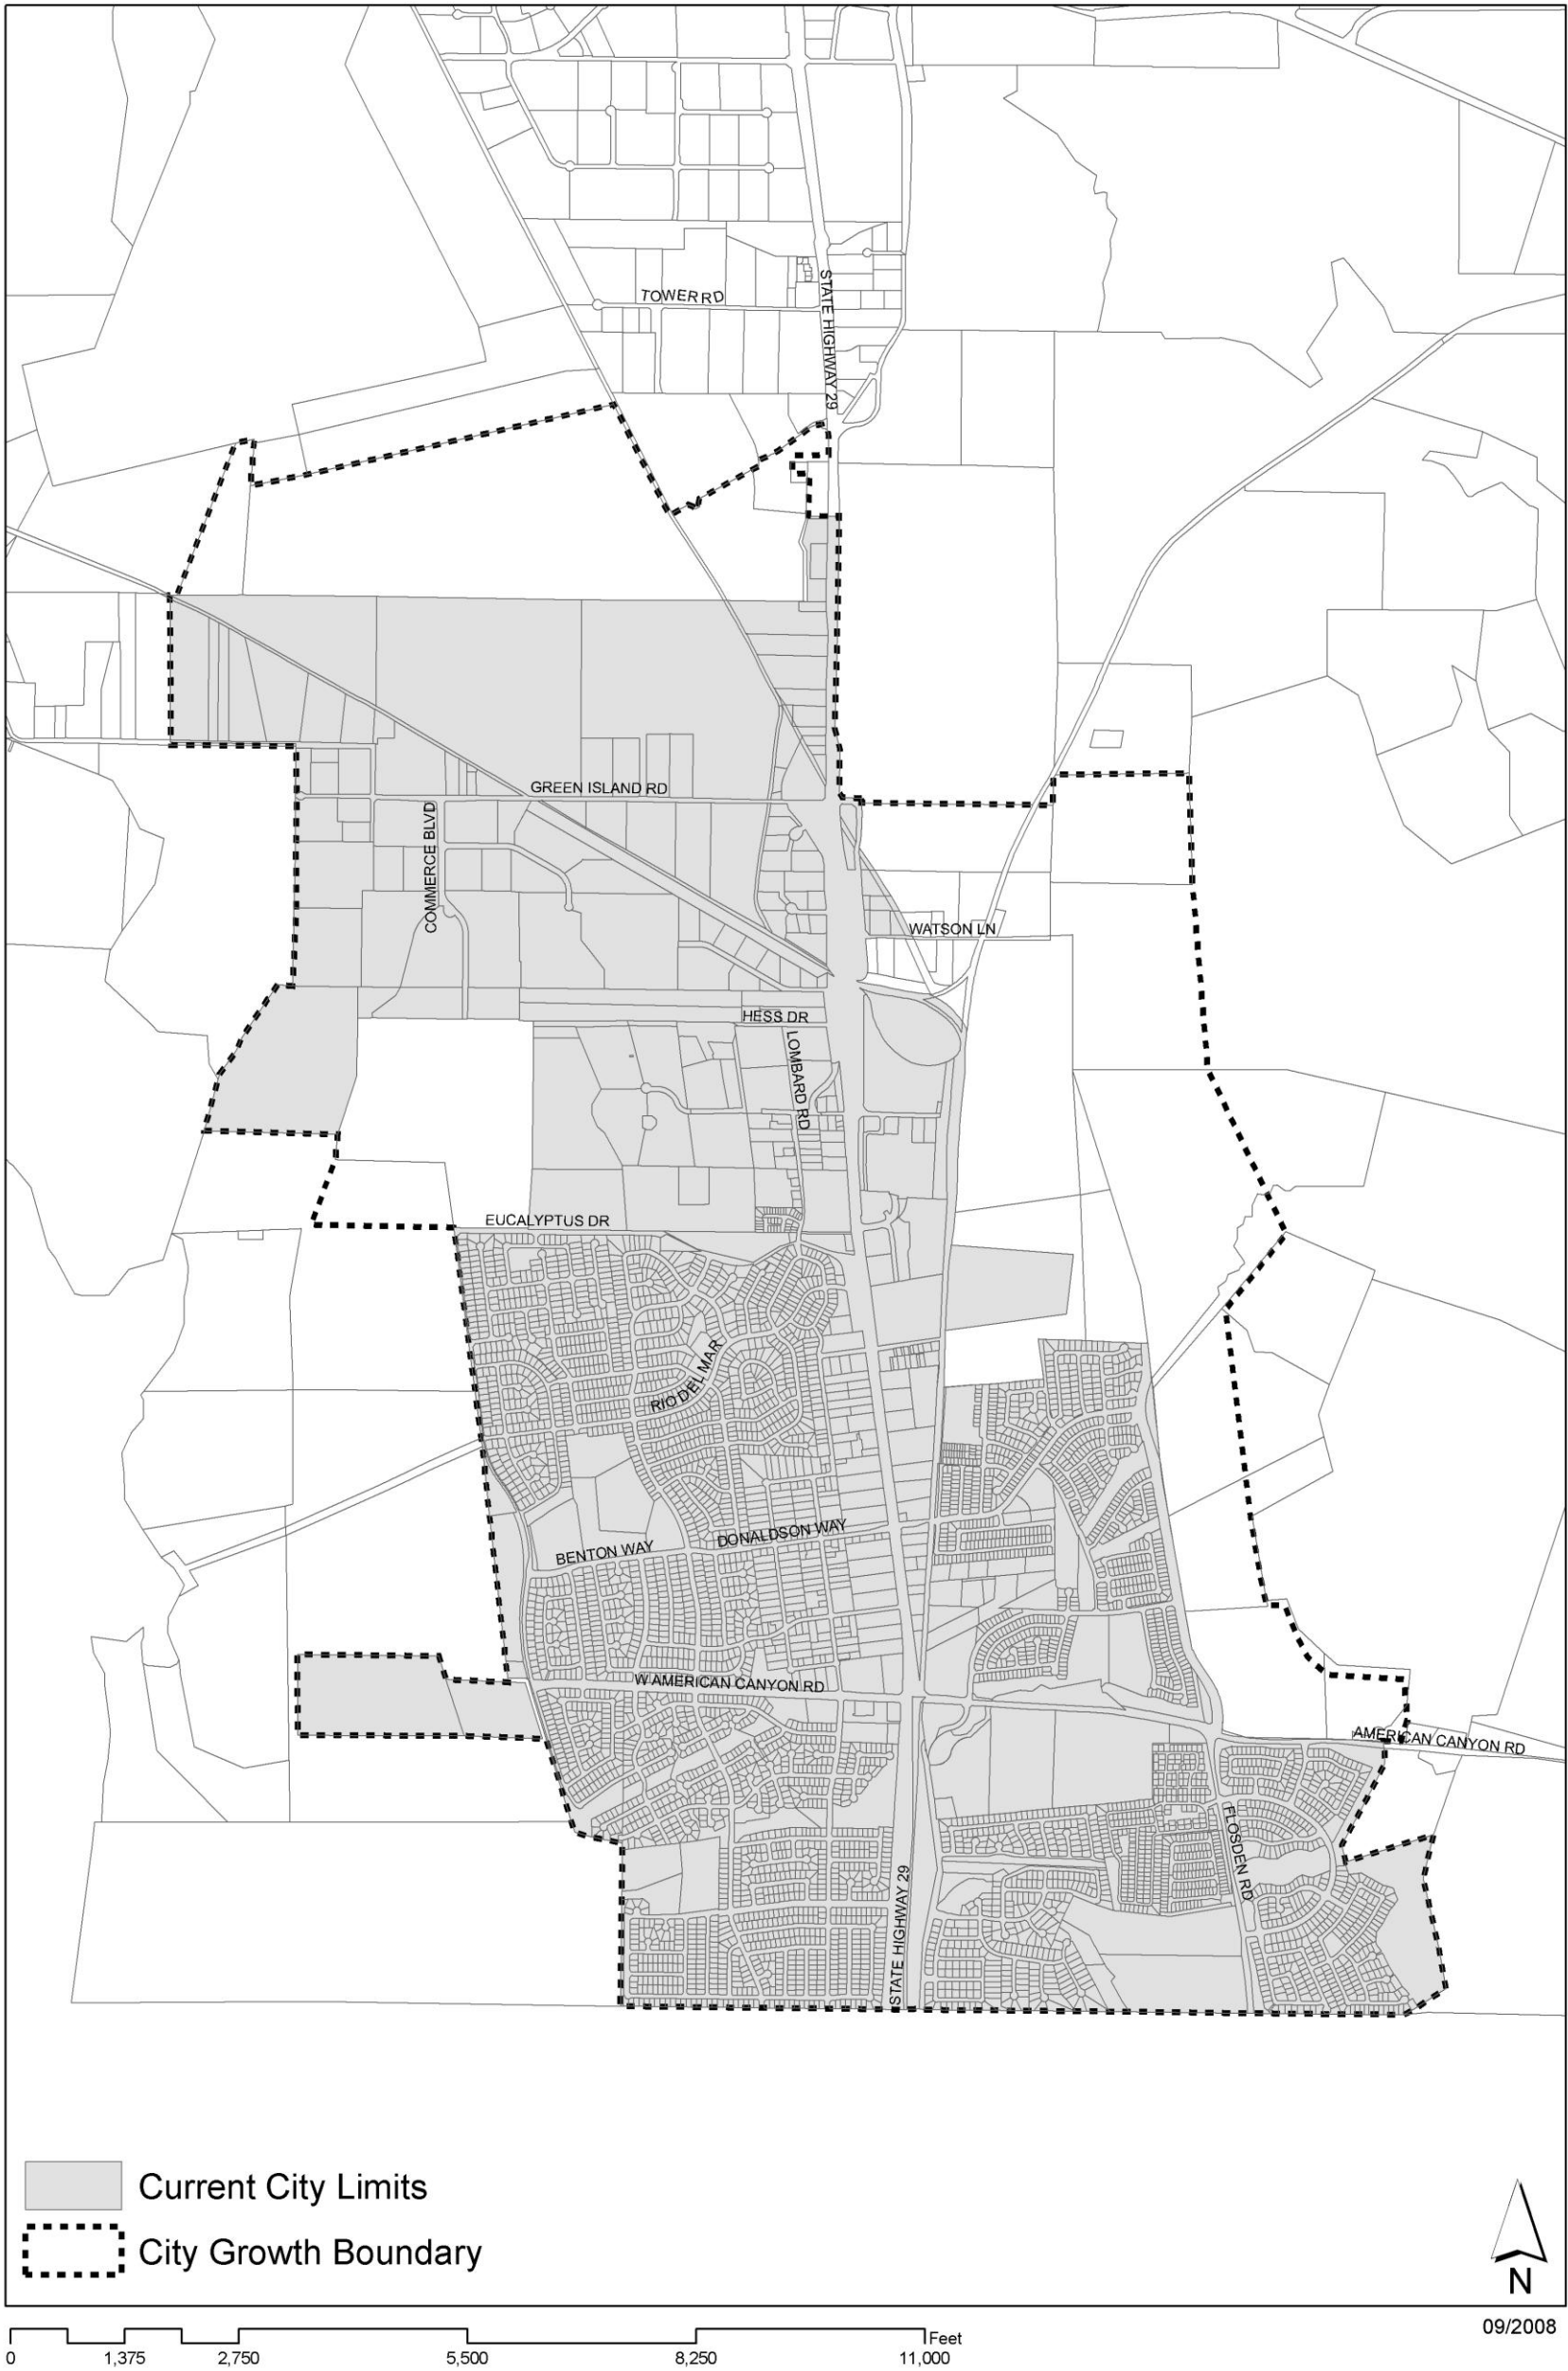 TOWER RD
STATE HIGHWAY 29
GREEN ISLAND RD
COMMERCE BLVD
WATSON LN
HESS DR
LOMBARD RD
EUCALYPTUS DR
RIO DEL MAR
DONALDSON WAY
BENTON WAY
W AMERICAN CANYON RD
AMERICAN CANYON RD
FLOSDEN RD
STATE HIGHWAY 29
Current City Limits
City Growth Boundary
N
09/2008
Feet
0 1,375 2,750 5,500 8,250 11,000